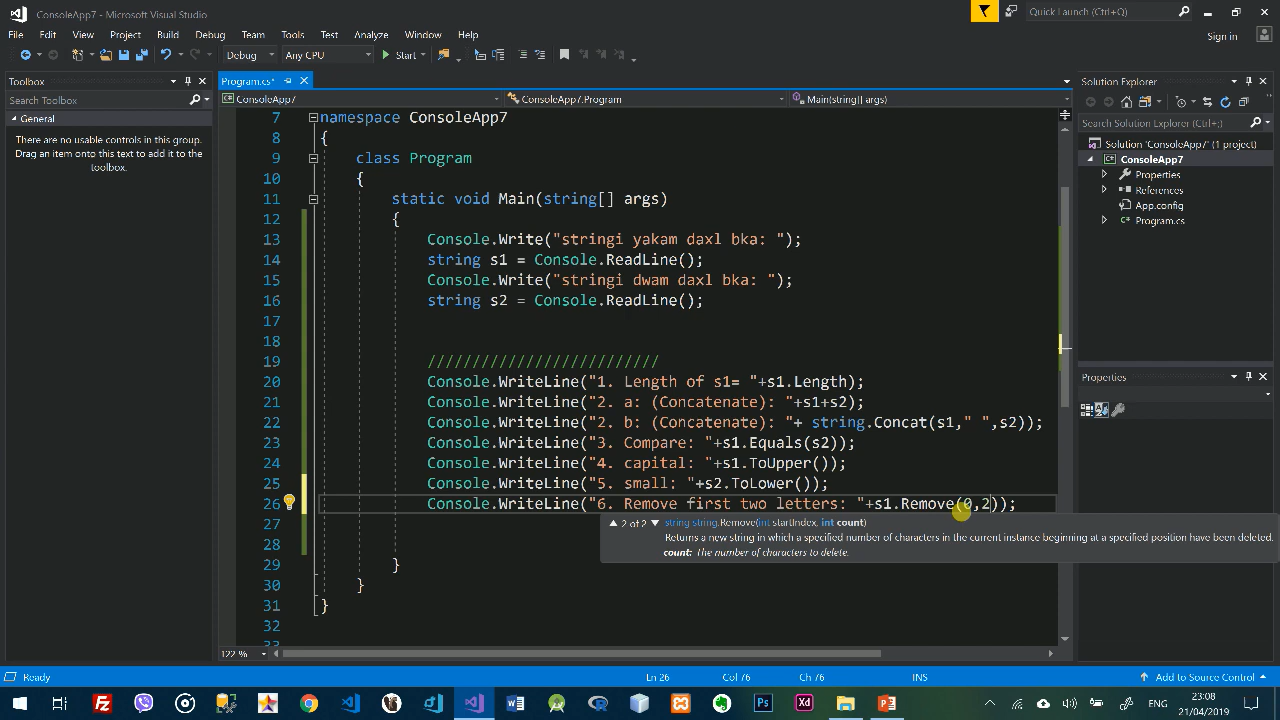 ConsoleApp7 - Microsoft Visual Studio
Quick Launch (Ctrl+Q)
File Edit View Project Build Debug Team Tools Test Analyze Window Help
Sign in
Debug Any CPU Start
Toolbox
Search Toolbox
General
There are no usable controls in this group.
Drag an item onto this text to add it to the
toolbox.
Program.cs*
ConsoleApp7 ConsoleApp7.Program Main(string[] args)
7 namespace ConsoleApp7
8 {
9 class Program
10 {
11 static void Main(string[] args)
12 {
13 Console.Write("stringi yakam daxl bka: ");
14 string s1 = Console.ReadLine();
15 Console.Write("stringi dwam daxl bka: ");
16 string s2 = Console.ReadLine();
17
18
19 //////////////////////////
20 Console.WriteLine("1. Length of s1= "+s1.Length);
21 Console.WriteLine("2. a: (Concatenate): "+s1+s2);
22 Console.WriteLine("2. b: (Concatenate): "+ string.Concat(s1," ",s2));
23 Console.WriteLine("3. Compare: "+s1.Equals(s2));
24 Console.WriteLine("4. capital: "+s1.ToUpper());
25 Console.WriteLine("5. small: "+s2.ToLower());
26 Console.WriteLine("6. Remove first two letters: "+s1.Remove(0,2));
27
28
29 }
30 }
31 }
32
33
▲ 2 of 2 ▼ string string.Remove(int startIndex, int count)
Returns a new string in which a specified number of characters in the current instance beginning at a specified position have been deleted.
count: The number of characters to delete.
122 %
Solution Explorer
Search Solution Explorer (Ctrl+;)
Solution 'ConsoleApp7' (1 project)
ConsoleApp7
Properties
References
App.config
Program.cs
Properties
Ready
Ln 26 Col 76 Ch 76 INS
Add to Source Control
ENG
23:08
21/04/2019